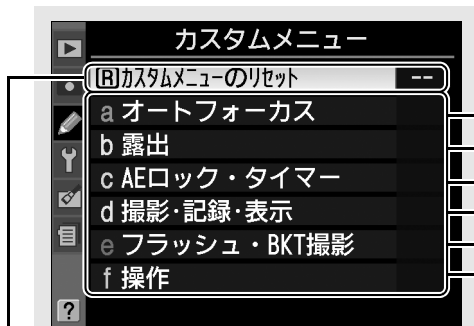 カスタムメニュー
Rカスタムメニューのリセット --
a オートフォーカス
b 露出
c AEロック・タイマー
d 撮影・記録・表示
e フラッシュ・BKT撮影
f 操作
?